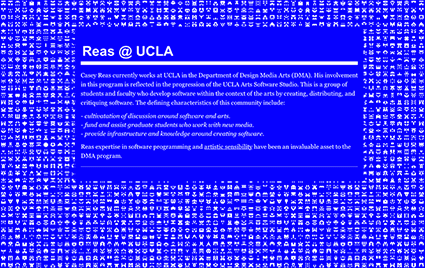 Reas @ UCLA
Casey Reas currently works at UCLA in the Department of Design Media Arts (DMA). His involvement
in this program is reflected in the progression of the UCLA Arts Software Studio. This is a group of
students and faculty who develop software within the context of the arts by creating, distributing, and
critiquing software. The defining characteristics of this community include:
- cultivation of discussion around software and arts.
- fund and assist graduate students who work with new media.
- provide infrastructure and knowledge around creating software.
Reas expertise in software programming and artistic sensibility have been an invaluable asset to the
DMA program.